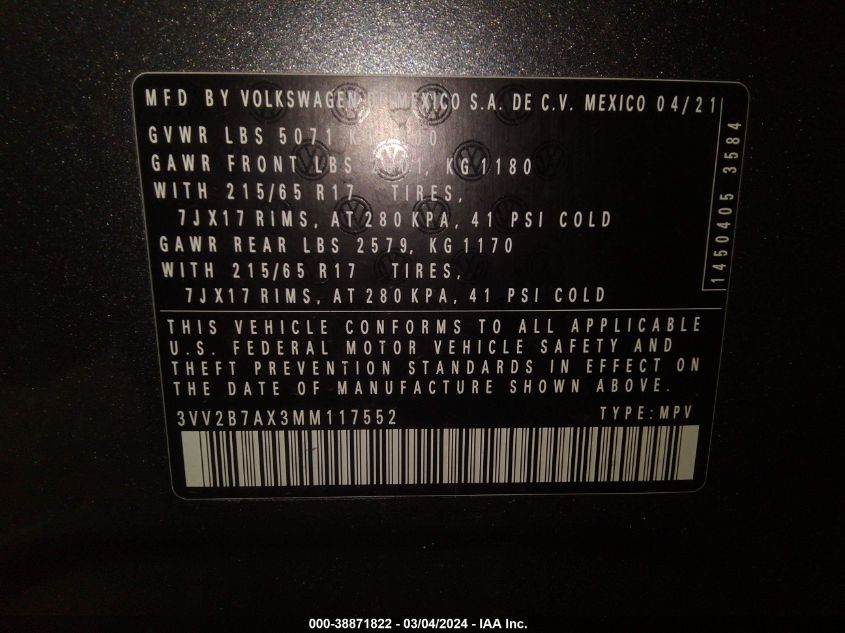 MFD BY VOLKSWAGEN MEXICO S.A. DE C.V. MEXICO 04/21
GVWR LBS 5071
GAWR FRONT LBS KG 1180
WITH 215/65 R17 TIRES,
7JX17 RIMS, AT 280 KPA, 41 PSI COLD
GAWR REAR LBS 2579, KG 1170
WITH 215/65 R17 TIRES,
7JX17 RIMS, AT 280 KPA, 41 PSI COLD
1450405 3584
THIS VEHICLE CONFORMS TO ALL APPLICABLE
U.S. FEDERAL MOTOR VEHICLE SAFETY AND
THEFT PREVENTION STANDARDS IN EFFECT ON
THE DATE OF MANUFACTURE SHOWN ABOVE.
3VV2B7AX3MM117552 TYPE: MPV
000-38871822 - 03/04/2024 - IAA Inc.